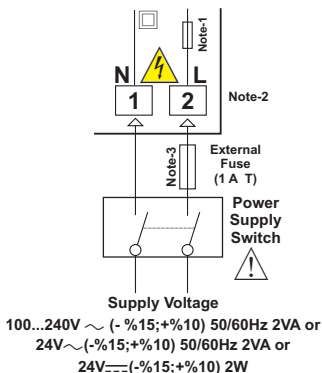 Note-1
N L
1 2
Note-2
Note-3
External
Fuse
(1 A T)
Power
Supply
Switch
Supply Voltage
100...240V ~ (- %15;+%10) 50/60Hz 2VA or
24V~(-%15;+%10) 50/60Hz 2VA or
24V⎓(-%15;+%10) 2W